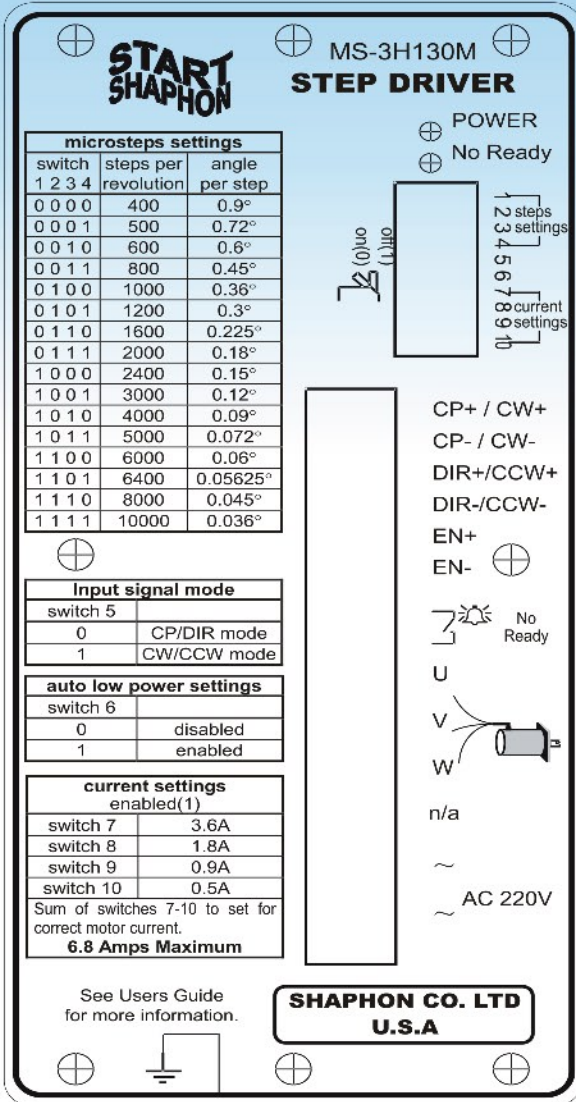 START
SHAPHON
MS-3H130M
STEP DRIVER
POWER
No Ready
microsteps settings
switch steps per angle
1 2 3 4 revolution per step
0 0 0 0 400 0.9°
0 0 0 1 500 0.72°
0 0 1 0 600 0.6°
0 0 1 1 800 0.45°
0 1 0 0 1000 0.36°
0 1 0 1 1200 0.3°
0 1 1 0 1600 0.225°
0 1 1 1 2000 0.18°
1 0 0 0 2400 0.15°
1 0 0 1 3000 0.12°
1 0 1 0 4000 0.09°
1 0 1 1 5000 0.072°
1 1 0 0 6000 0.06°
1 1 0 1 6400 0.05625°
1 1 1 0 8000 0.045°
1 1 1 1 10000 0.036°
off(1)
on(0)
1 2 3 4 5 6 7 8 9 10
steps
settings
current
settings
Input signal mode
switch 5
0 CP/DIR mode
1 CW/CCW mode
auto low power settings
switch 6
0 disabled
1 enabled
current settings
enabled(1)
switch 7 3.6A
switch 8 1.8A
switch 9 0.9A
switch 10 0.5A
Sum of switches 7-10 to set for
correct motor current.
6.8 Amps Maximum
CP+ / CW+
CP- / CW-
DIR+/CCW+
DIR-/CCW-
EN+
EN-
No
Ready
U
V
W
n/a
~
~ AC 220V
See Users Guide
for more information.
SHAPHON CO. LTD
U.S.A